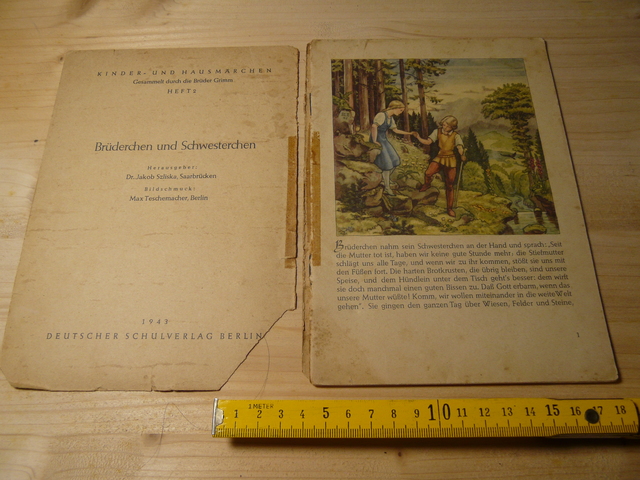 KINDER- UND HAUSMÄRCHEN
Gesammelt durch die Brüder Grimm
HEFT 2
Brüderchen und Schwesterchen
Herausgeber:
Dr. Jakob Szliska, Saarbrücken
Bildschmuck:
Max Teschemacher, Berlin
1942
DEUTSCHER SCHULVERLAG BERLIN
Brüderchen nahm sein Schwesterchen an der Hand und sprach: „Seit
die Mutter tot ist, haben wir keine gute Stunde mehr, die Stiefmutter
schlägt uns alle Tage, und wenn wir zu ihr kommen, stößt sie uns mit
den Füßen fort. Die harten Brotkrusten, die übrig bleiben, sind unsere
Speise, und dem Hündlein unter dem Tisch geht's besser: dem wirft
sie doch manchmal einen guten Bissen zu. Daß Gott erbarm, wenn das
unsere Mutter wüßte! Komm, wir wollen miteinander in die weite Welt
gehen". Sie gingen den ganzen Tag über Wiesen, Felder und Steine,
1
1 METER
1 2 3 4 5 6 7 8 9 10 11 12 13 14 15 16 17 18